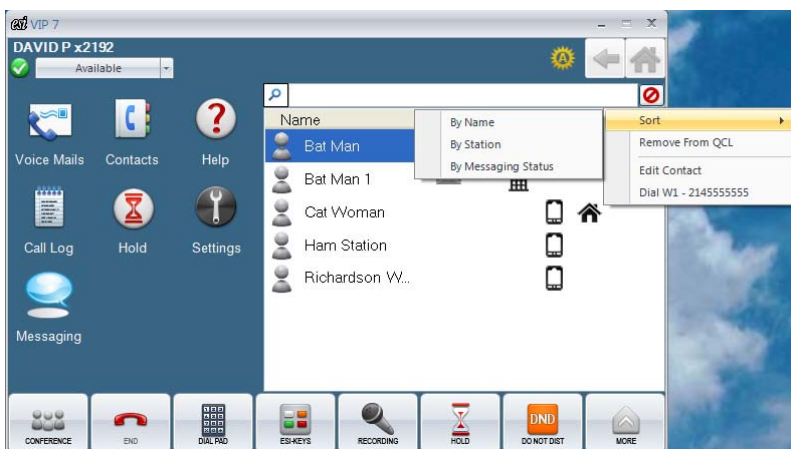 esi VIP 7
DAVID P x2192
Available
A
Voice Mails
Contacts
Help
Call Log
Hold
Settings
Messaging
Name
Bat Man
Bat Man 1
Cat Woman
Ham Station
Richardson W...
By Name
By Station
By Messaging Status
Sort
Remove From QCL
Edit Contact
Dial W1 - 2145555555
CONFERENCE
END
DIAL PAD
ESI-KEYS
RECORDING
HOLD
DND
DO NOT DIST
MORE